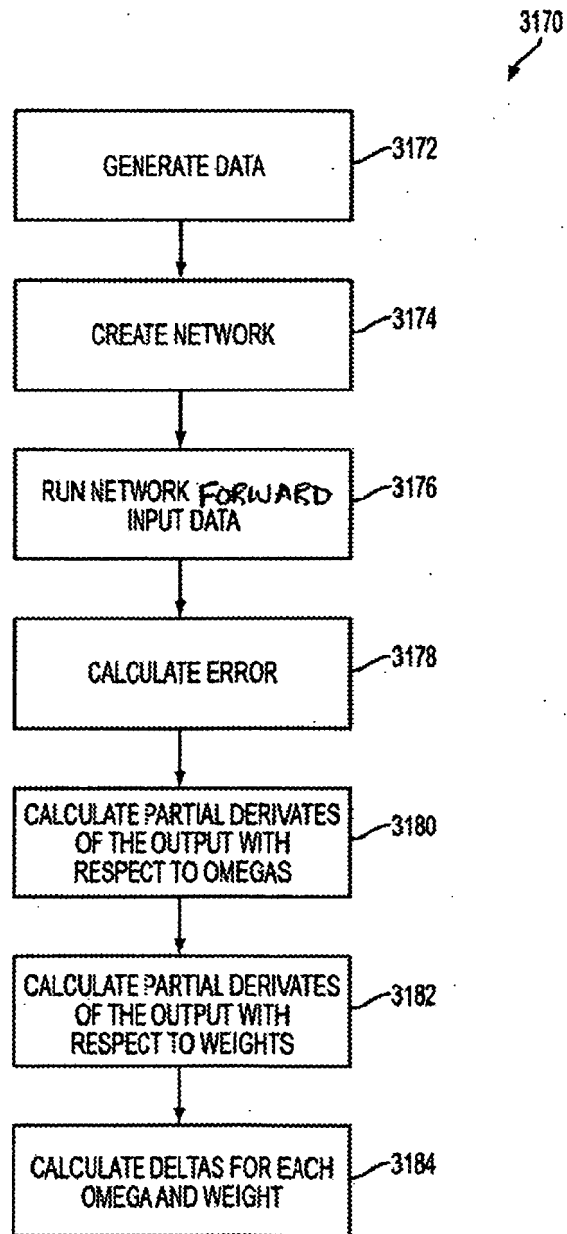 3170
GENERATE DATA
3172
CREATE NETWORK
3174
RUN NETWORK FORWARD
INPUT DATA
3176
CALCULATE ERROR
3178
CALCULATE PARTIAL DERIVATES
OF THE OUTPUT WITH
RESPECT TO OMEGAS
3180
CALCULATE PARTIAL DERIVATES
OF THE OUTPUT WITH
RESPECT TO WEIGHTS
3182
CALCULATE DELTAS FOR EACH
OMEGA AND WEIGHT
3184